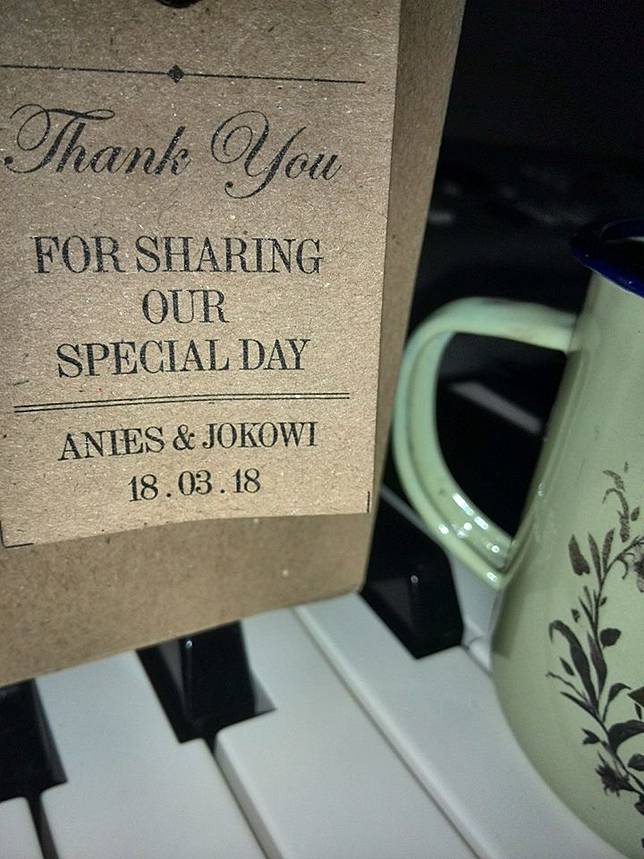 Thank You
FOR SHARING
OUR
SPECIAL DAY
ANIES & JOKOWI
18.03.18